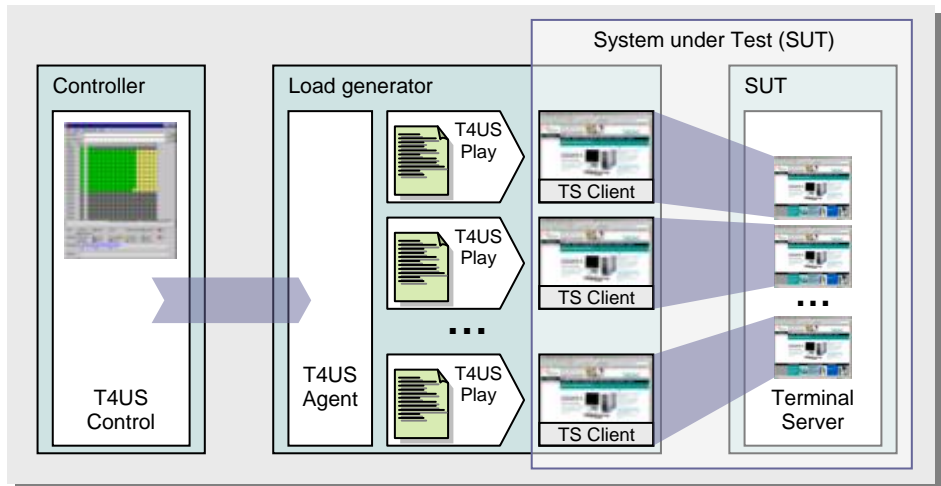 System under Test (SUT)
Controller
Load generator
SUT
T4US
Play
TS Client
T4US
Play
TS Client
...
...
T4US
Play
TS Client
T4US
Control
T4US
Agent
Terminal
Server